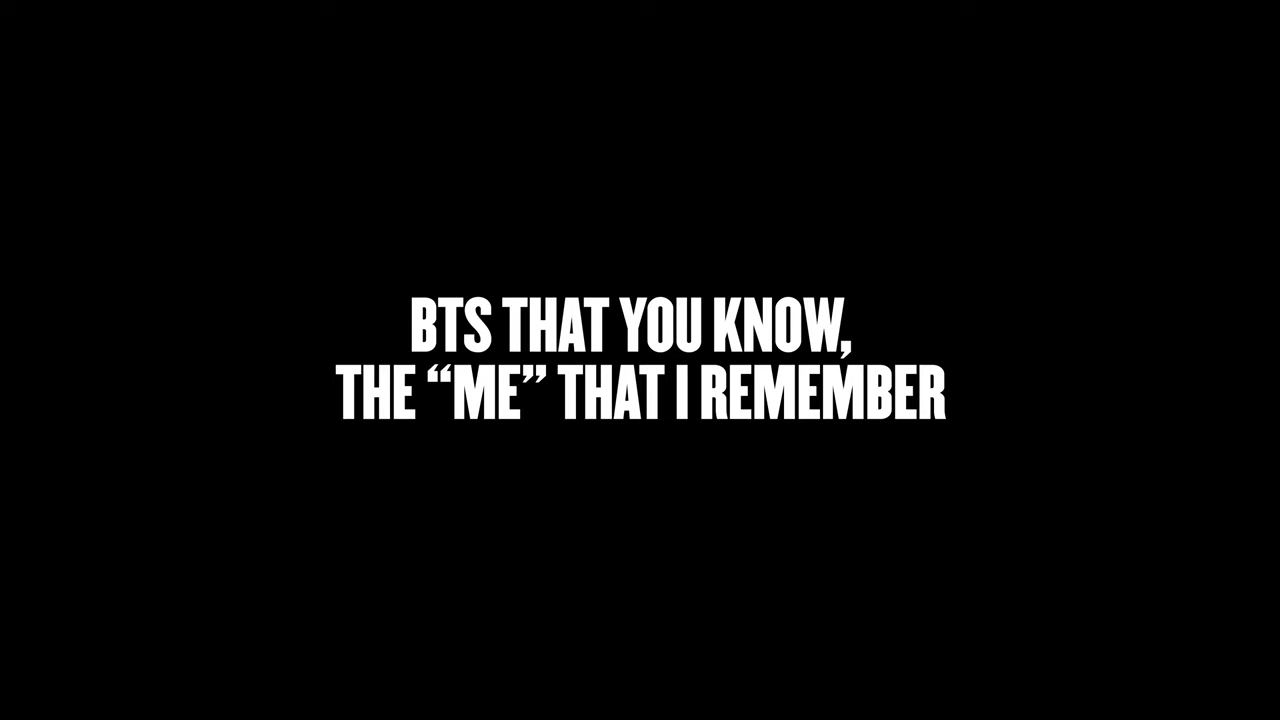 BTS THAT YOU KNOW,
THE “ME” THAT I REMEMBER